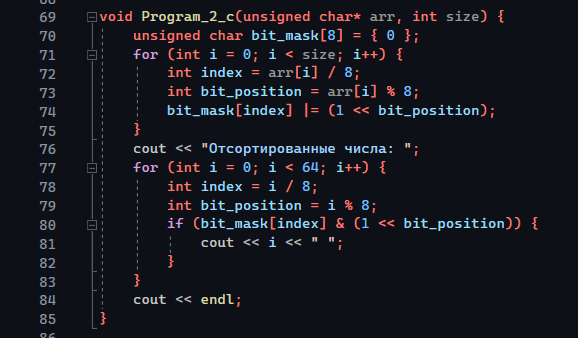 69 void Program_2_c(unsigned char* arr, int size) {
70     unsigned char bit_mask[8] = { 0 };
71     for (int i = 0; i < size; i++) {
72         int index = arr[i] / 8;
73         int bit_position = arr[i] % 8;
74         bit_mask[index] |= (1 << bit_position);
75     }
76     cout << "Отсортированные числа: ";
77     for (int i = 0; i < 64; i++) {
78         int index = i / 8;
79         int bit_position = i % 8;
80         if (bit_mask[index] & (1 << bit_position)) {
81             cout << i << " ";
82         }
83     }
84     cout << endl;
85 }